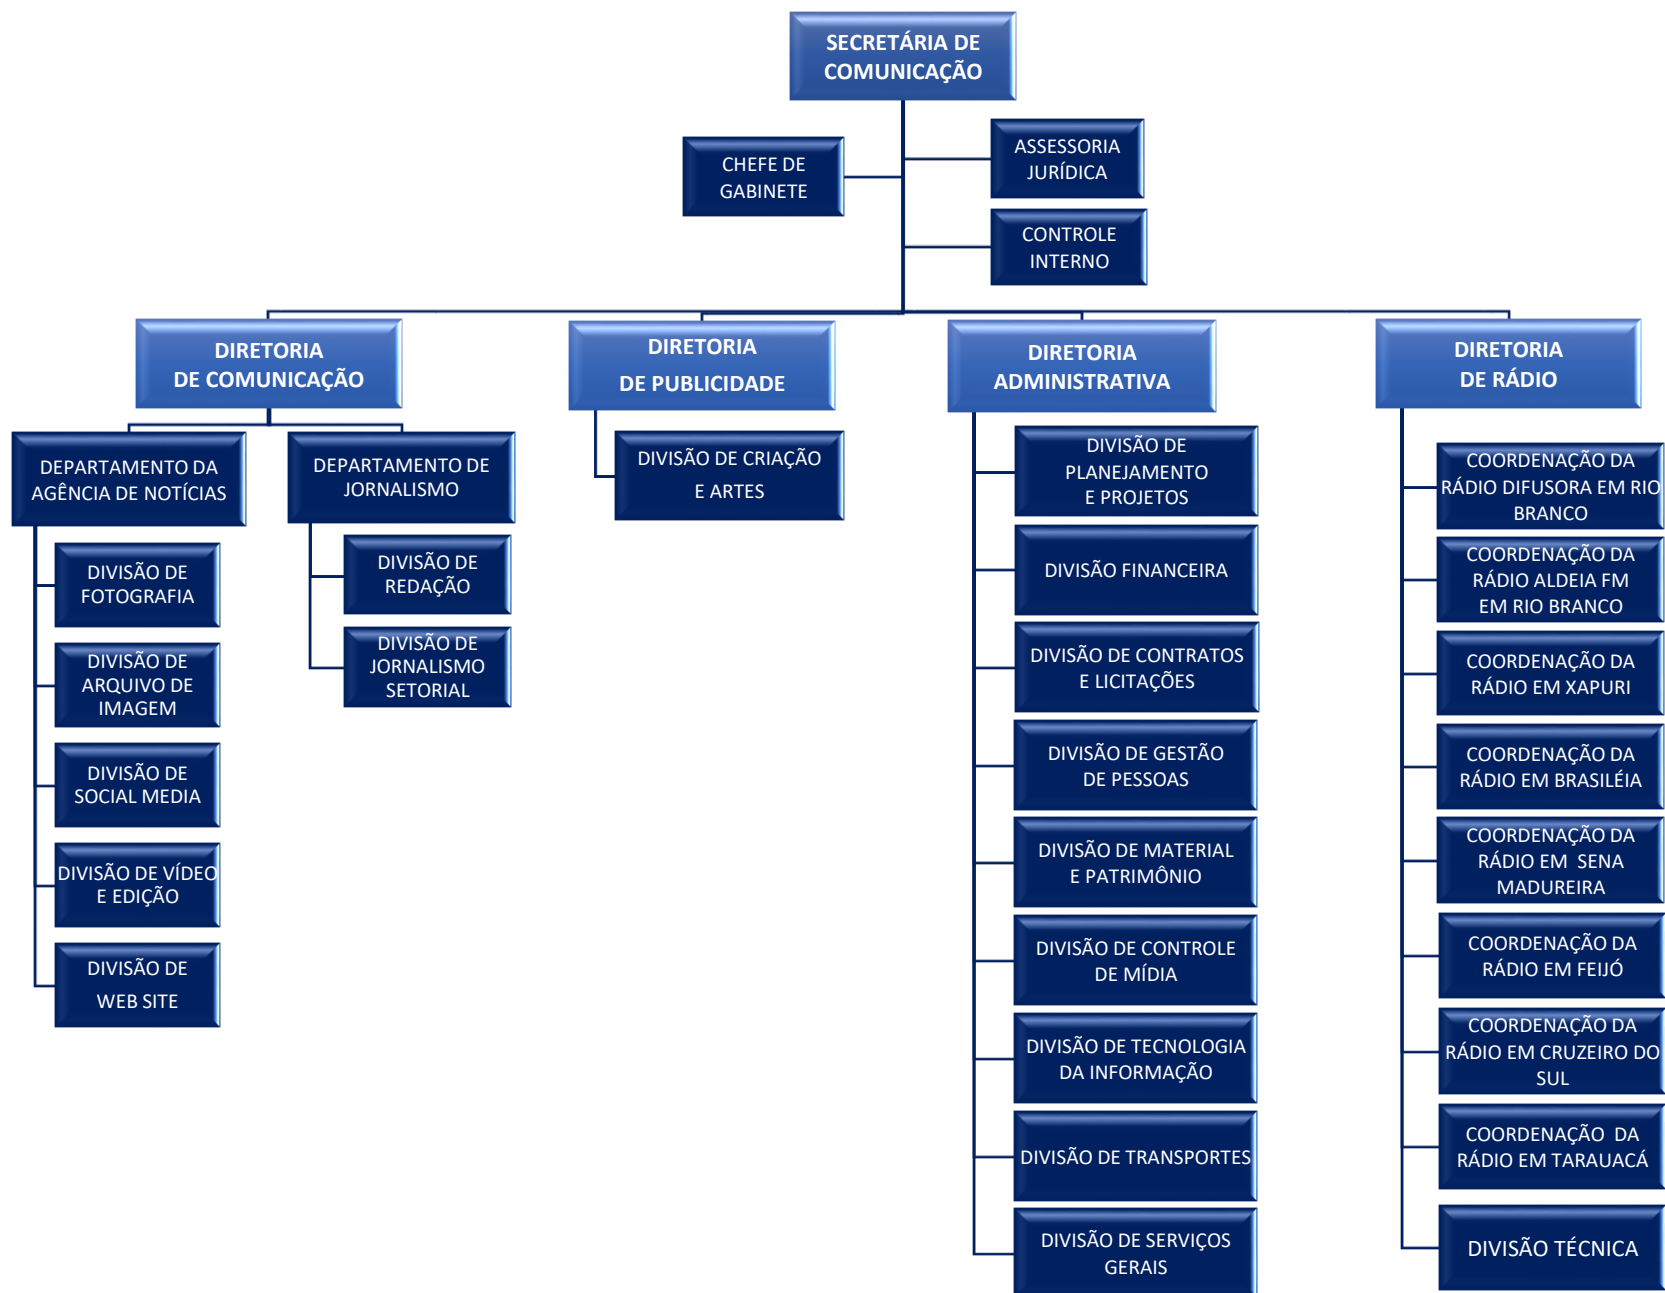 SECRETÁRIA DE
COMUNICAÇÃO
CHEFE DE
GABINETE
ASSESSORIA
JURÍDICA
CONTROLE
INTERNO
DIRETORIA
DE COMUNICAÇÃO
DIRETORIA
DE PUBLICIDADE
DIRETORIA
ADMINISTRATIVA
DIRETORIA
DE RÁDIO
DEPARTAMENTO DA
AGÊNCIA DE NOTÍCIAS
DIVISÃO DE
FOTOGRAFIA
DIVISÃO DE
ARQUIVO DE
IMAGEM
DIVISÃO DE
SOCIAL MEDIA
DIVISÃO DE VÍDEO
E EDIÇÃO
DIVISÃO DE
WEB SITE
DEPARTAMENTO DE
JORNALISMO
DIVISÃO DE
REDAÇÃO
DIVISÃO DE
JORNALISMO
SETORIAL
DIVISÃO DE CRIAÇÃO
E ARTES
DIVISÃO DE
PLANEJAMENTO
E PROJETOS
DIVISÃO FINANCEIRA
DIVISÃO DE CONTRATOS
E LICITAÇÕES
DIVISÃO DE GESTÃO
DE PESSOAS
DIVISÃO DE MATERIAL
E PATRIMÔNIO
DIVISÃO DE CONTROLE
DE MÍDIA
DIVISÃO DE TECNOLOGIA
DA INFORMAÇÃO
DIVISÃO DE TRANSPORTES
DIVISÃO DE SERVIÇOS
GERAIS
COORDENAÇÃO DA
RÁDIO DIFUSORA EM RIO
BRANCO
COORDENAÇÃO DA
RÁDIO ALDEIA FM
EM RIO BRANCO
COORDENAÇÃO DA
RÁDIO EM XAPURI
COORDENAÇÃO DA
RÁDIO EM BRASILÉIA
COORDENAÇÃO DA
RÁDIO EM SENA
MADUREIRA
COORDENAÇÃO DA
RÁDIO EM FEIJÓ
COORDENAÇÃO DA
RÁDIO EM CRUZEIRO DO
SUL
COORDENAÇÃO DA
RÁDIO EM TARAUACÁ
DIVISÃO TÉCNICA